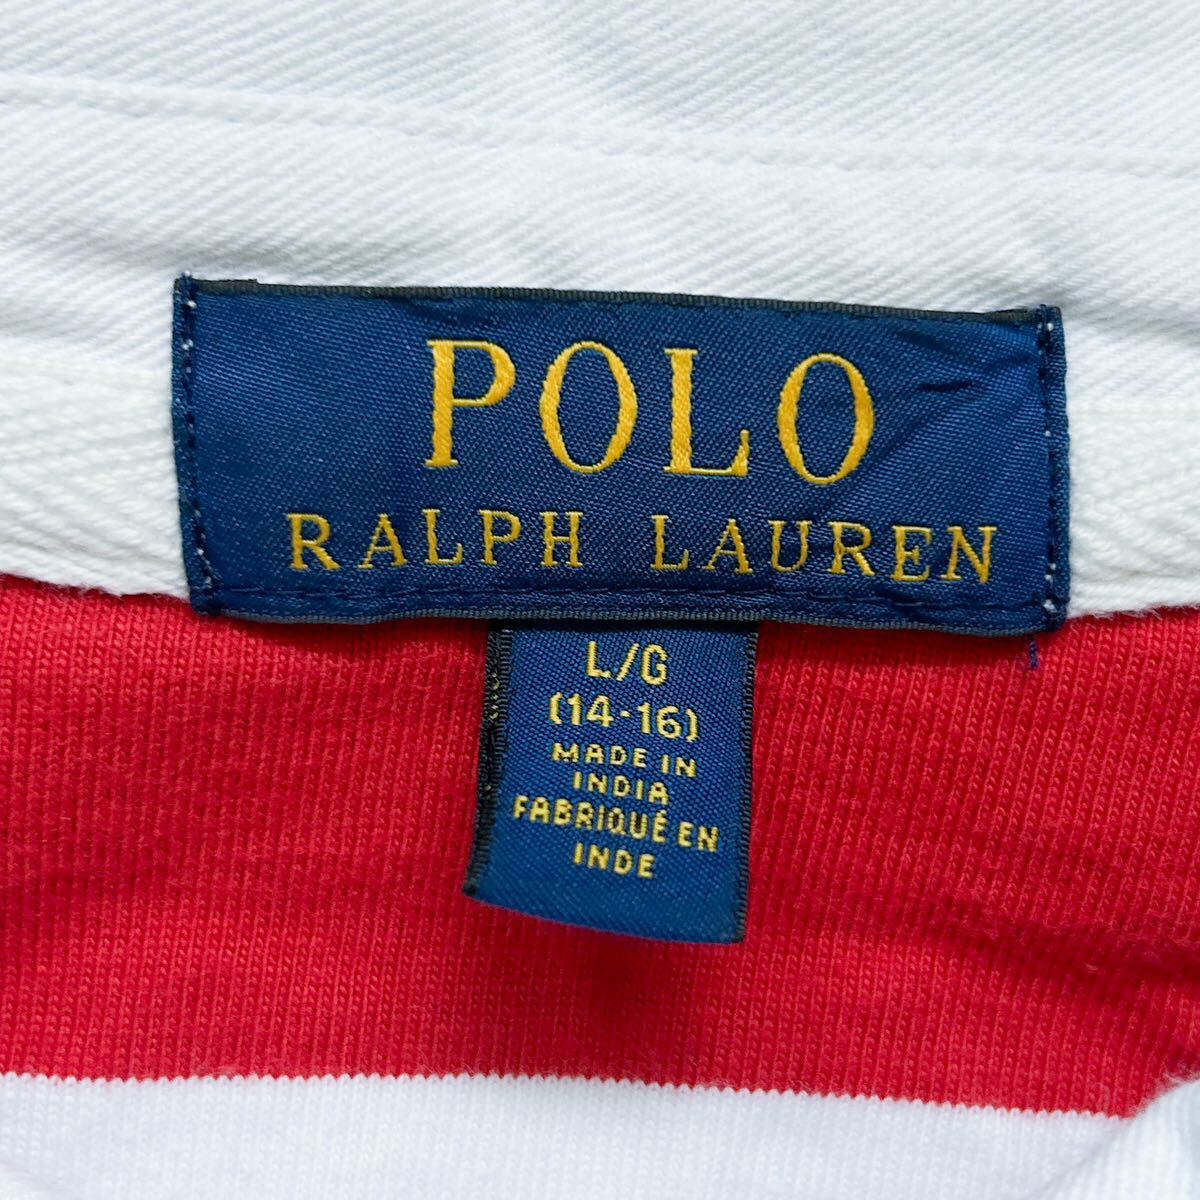 POLO
RALPH LAUREN
L/G
(14-16)
MADE IN
INDIA
FABRIQUÉ EN
INDE